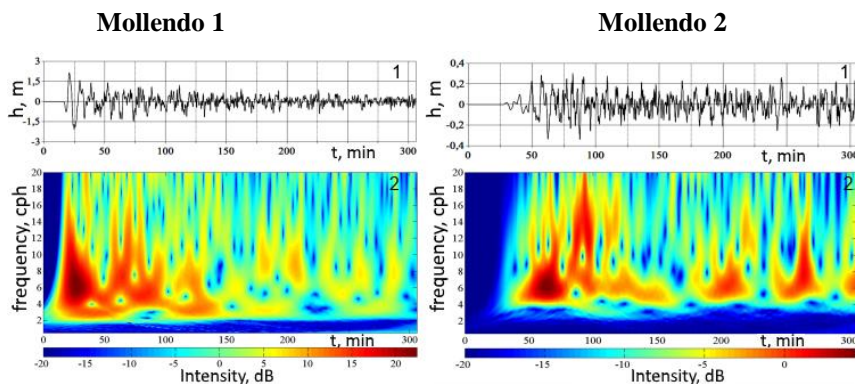 Mollendo 1
Mollendo 2
3
1,5
0
-1,5
-3
h, m
1
0 50 100 150 200 250 300
t, min
0,4
0,2
0
-0,2
-0,4
h, m
1
0 50 100 150 200 250 300
t, min
20
18
16
14
12
10
8
6
4
2
frequency, cph
2
0 50 100 150 200 250 300
t, min
-20 -15 -10 -5 0 5 10 15 20
Intensity, dB
20
18
16
14
12
10
8
6
4
2
frequency, cph
2
0 50 100 150 200 250 300
t, min
-20 -15 -10 -5 0
Intensity, dB